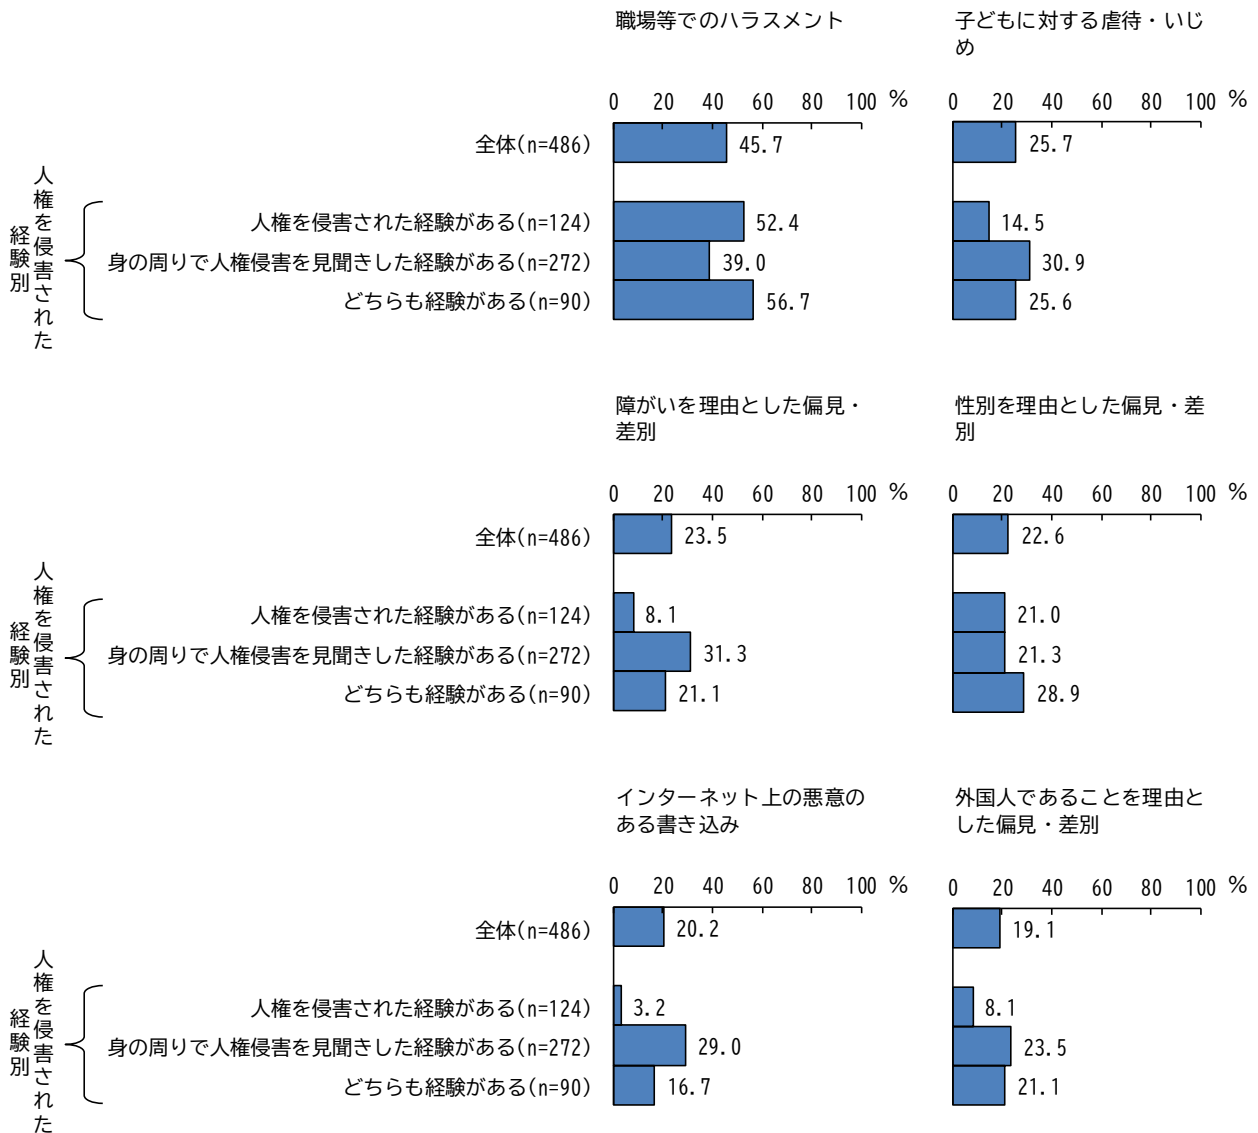 職場等でのハラスメント
子どもに対する虐待・いじ
め
0 20 40 60 80 100 %
0 20 40 60 80 100 %
全体(n=486) 45.7 25.7
人権を侵害された
経験別
人権を侵害された経験がある(n=124) 52.4 14.5
身の周りで人権侵害を見聞きした経験がある(n=272) 39.0 30.9
どちらも経験がある(n=90) 56.7 25.6
障がいを理由とした偏見・
差別
性別を理由とした偏見・差
別
0 20 40 60 80 100 %
0 20 40 60 80 100 %
全体(n=486) 23.5 22.6
人権を侵害された
経験別
人権を侵害された経験がある(n=124) 8.1 21.0
身の周りで人権侵害を見聞きした経験がある(n=272) 31.3 21.3
どちらも経験がある(n=90) 21.1 28.9
インターネット上の悪意の
ある書き込み
外国人であることを理由と
した偏見・差別
0 20 40 60 80 100 %
0 20 40 60 80 100 %
全体(n=486) 20.2 19.1
人権を侵害された
経験別
人権を侵害された経験がある(n=124) 3.2 8.1
身の周りで人権侵害を見聞きした経験がある(n=272) 29.0 23.5
どちらも経験がある(n=90) 16.7 21.1